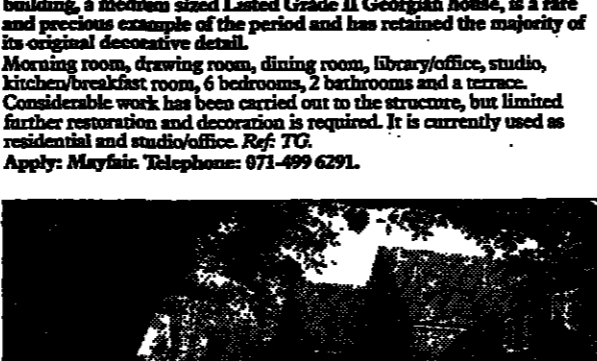 building, a medium sized Listed Grade II Georgian house, is a rare
and precious example of the period and has retained the majority of
its original decorative detail.
Morning room, drawing room, dining room, library/office, studio,
kitchen/breakfast room, 6 bedrooms, 2 bathrooms and a terrace.
Considerable work has been carried out to the structure, but limited
further restoration and decoration is required. It is currently used as
residential and studio/office. Ref: TG.
Apply: Mayfair. Telephone: 071-499 6291.